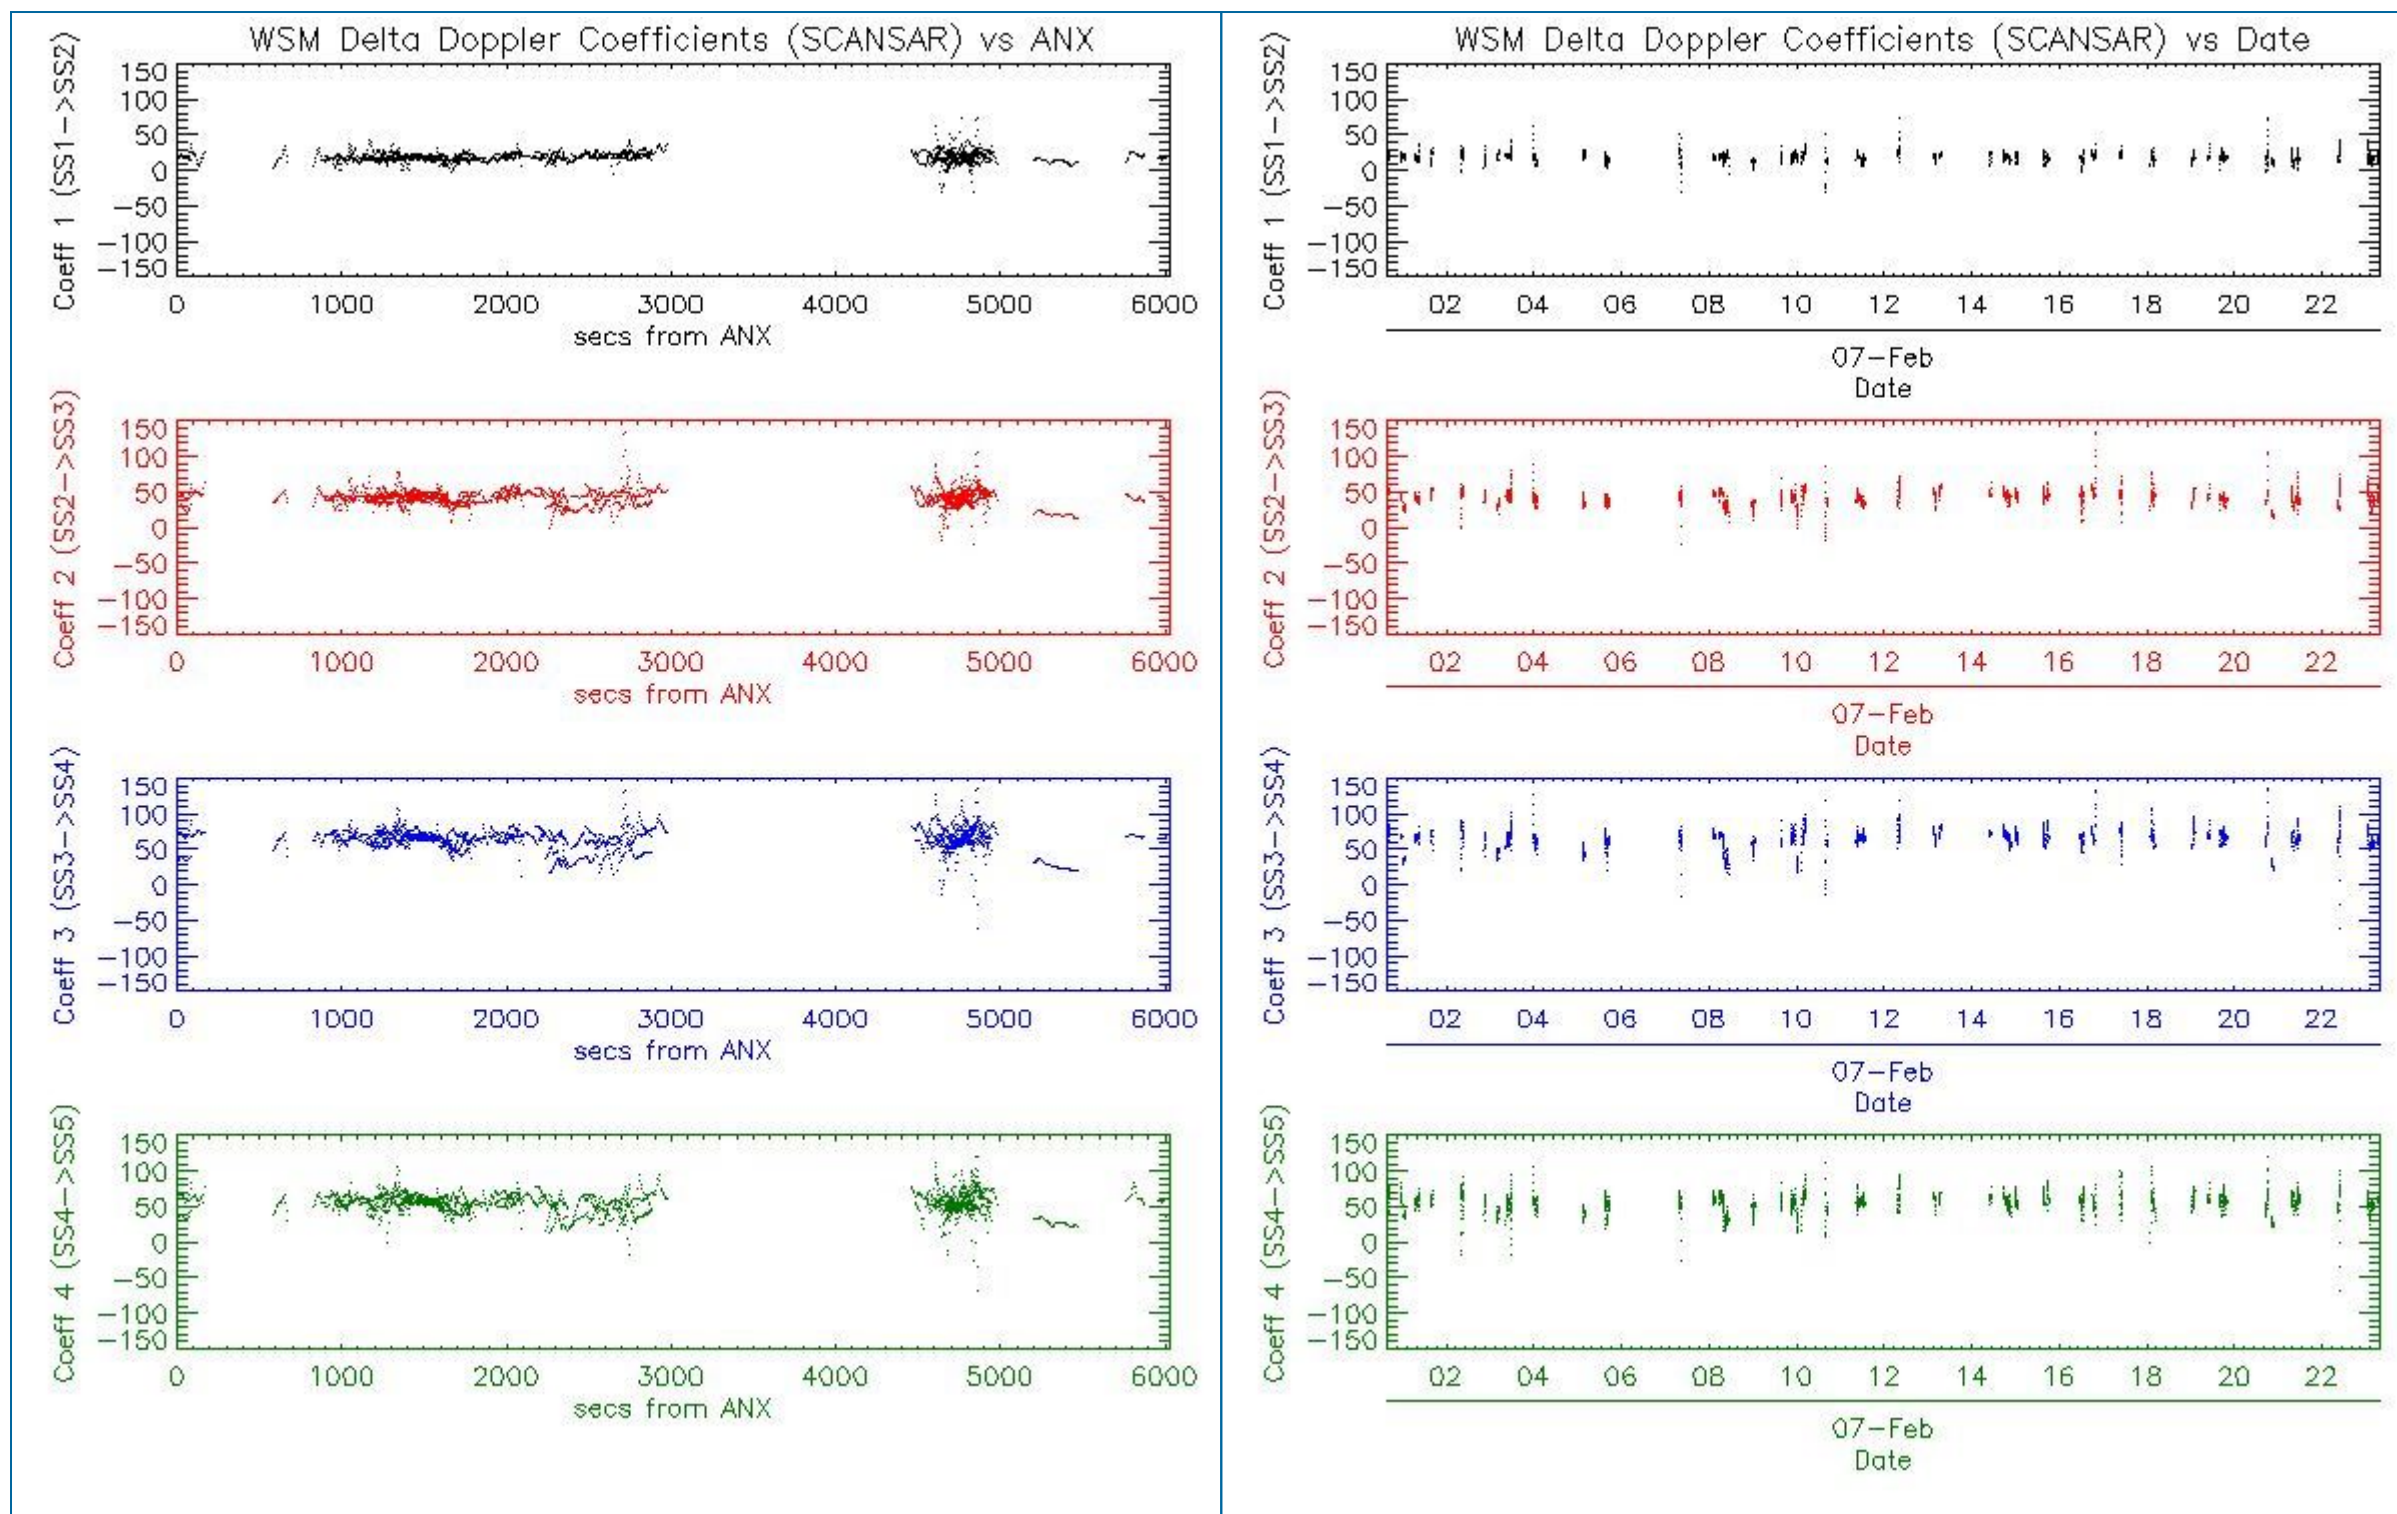 WSM Delta Doppler Coefficients (SCANSAR) vs ANX
Coeff 1 (SS1->SS2)
150
100
50
0
-50
-100
-150
0 1000 2000 3000 4000 5000 6000
secs from ANX
Coeff 2 (SS2->SS3)
150
100
50
0
-50
-100
-150
0 1000 2000 3000 4000 5000 6000
secs from ANX
Coeff 3 (SS3->SS4)
150
100
50
0
-50
-100
-150
0 1000 2000 3000 4000 5000 6000
secs from ANX
Coeff 4 (SS4->SS5)
150
100
50
0
-50
-100
-150
0 1000 2000 3000 4000 5000 6000
secs from ANX
WSM Delta Doppler Coefficients (SCANSAR) vs Date
Coeff 1 (SS1->SS2)
150
100
50
0
-50
-100
-150
02 04 06 08 10 12 14 16 18 20 22
07-Feb
Date
Coeff 2 (SS2->SS3)
150
100
50
0
-50
-100
-150
02 04 06 08 10 12 14 16 18 20 22
07-Feb
Date
Coeff 3 (SS3->SS4)
150
100
50
0
-50
-100
-150
02 04 06 08 10 12 14 16 18 20 22
07-Feb
Date
Coeff 4 (SS4->SS5)
150
100
50
0
-50
-100
-150
02 04 06 08 10 12 14 16 18 20 22
07-Feb
Date